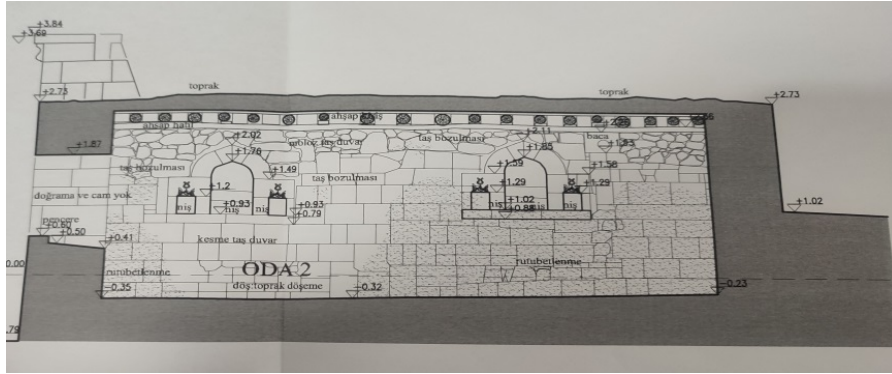 +3.84
+3.69
toprak
toprak
+2.73
+2.73
ahşap hatıl
+2.02
moloz taş duvar
taş bozulması
+2.11
baca
+1.87
+1.76
+1.85
+1.83
taş bozulması
+1.49
taş bozulması
+1.59
+1.58
doğrama ve cam yok
+1.2
+1.29
+1.29
niş
+0.93
niş
niş
+0.93
+0.79
niş
+1.02
+0.88
niş
niş
+1.02
pencere
+0.60
+0.50
+0.41
kesme taş duvar
0.00
rutubetlenme
ODA 2
rutubetlenme
döş:toprak döşeme
-0.35
-0.32
-0.23
.79